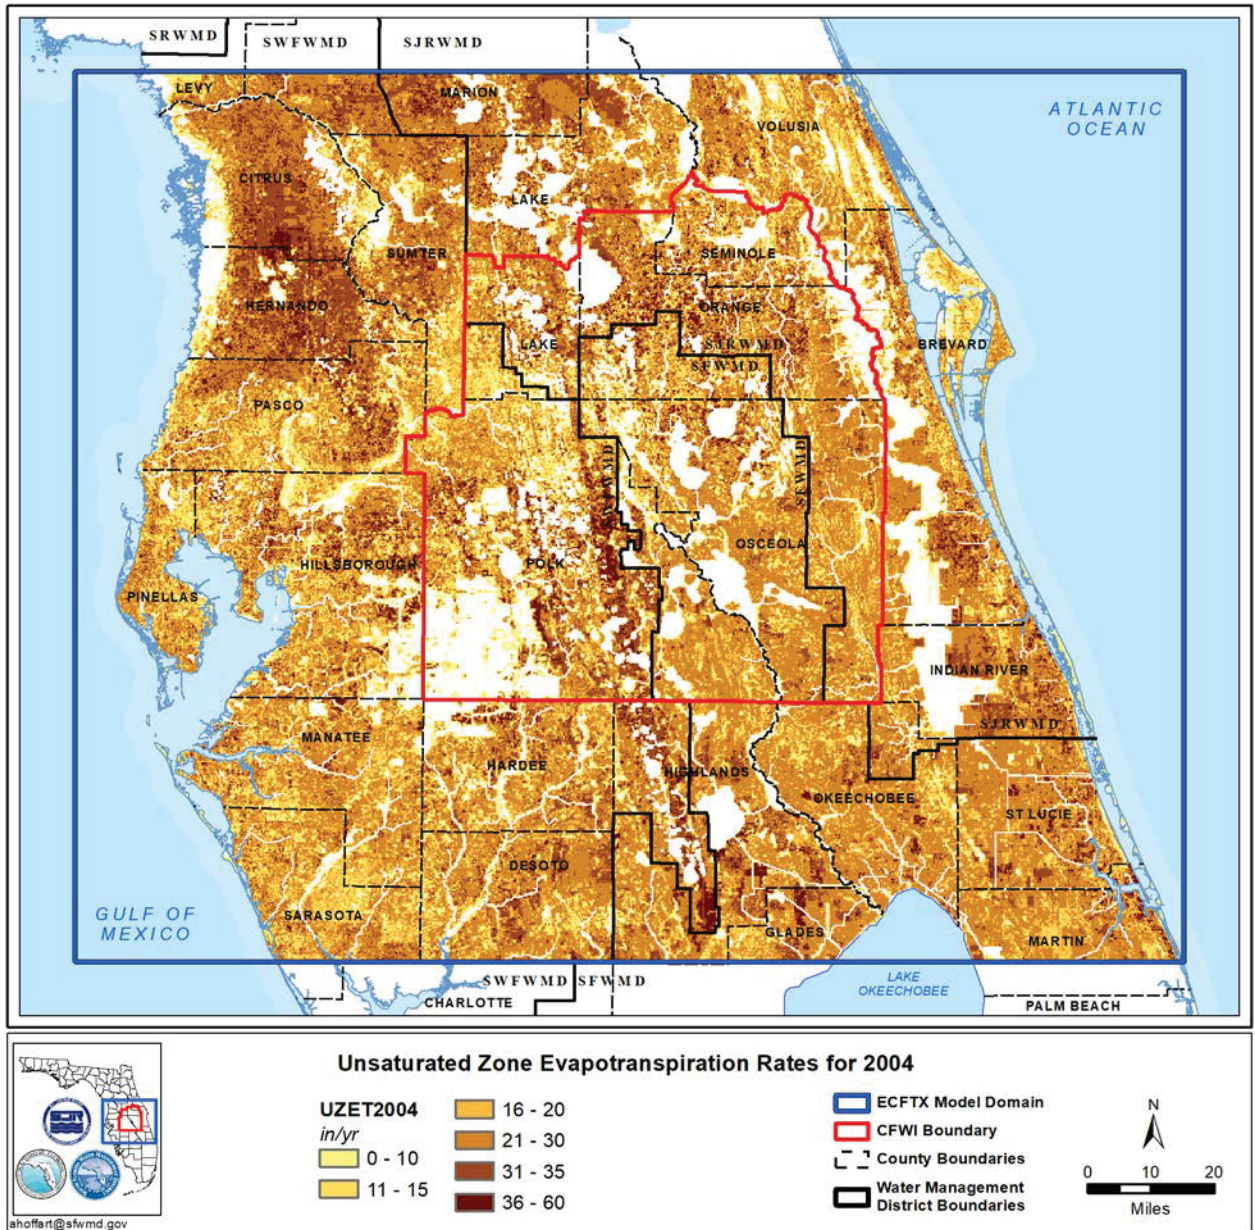 SRWMD
SWFWMD
SJRWMD
LEVY
MARION
VOLUSIA
ATLANTIC
OCEAN
CITRUS
LAKE
SUMTER
SEMINOLE
HERNANDO
ORANGE
LAKE
SJRWMD
SFWMD
BREVARD
PASCO
SFWMD
OSCEOLA
HILLSBOROUGH
POLK
PINELLAS
INDIAN RIVER
SJRWMD
MANATEE
HARDEE
HIGHLANDS
OKEECHOBEE
ST LUCIE
DESOTO
GULF OF
MEXICO
SARASOTA
GLADES
MARTIN
SWFWMD
SFWMD
CHARLOTTE
LAKE
OKEECHOBEE
PALM BEACH
Unsaturated Zone Evapotranspiration Rates for 2004
UZET2004
in/yr
0 - 10
11 - 15
16 - 20
21 - 30
31 - 35
36 - 60
ECFTX Model Domain
CFWI Boundary
County Boundaries
Water Management
District Boundaries
N
0 10 20
Miles
SJR
ahoffart@sfwmd.gov